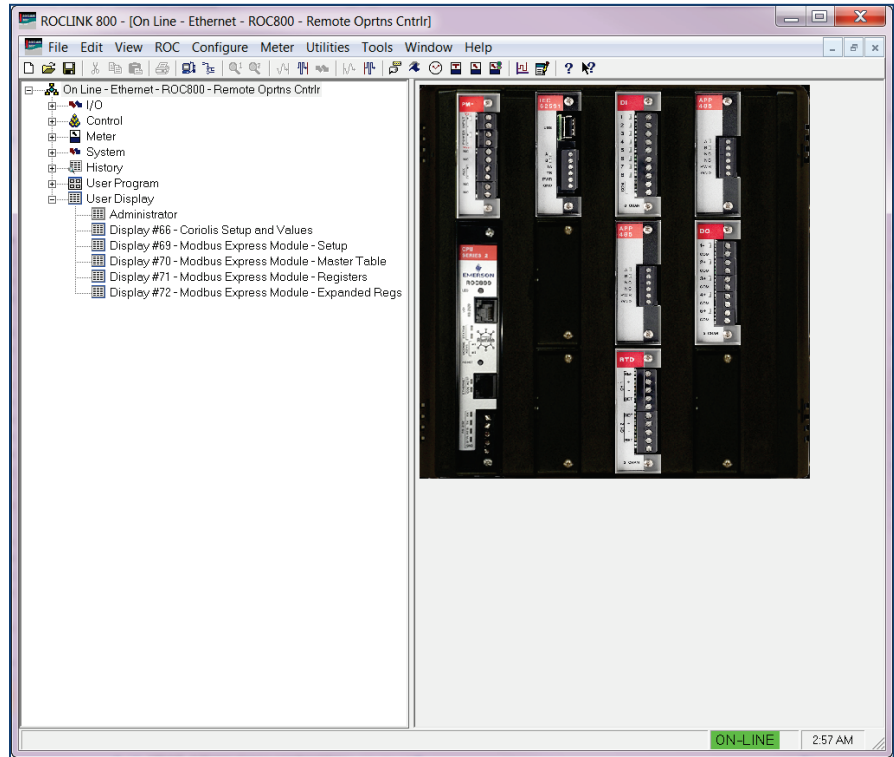 ROCLINK 800 - [On Line - Ethernet - ROC800 - Remote Oprtns Cntrlr]
File Edit View ROC Configure Meter Utilities Tools Window Help
On Line - Ethernet - ROC800 - Remote Oprtns Cntrlr
I/O
Control
Meter
System
History
User Program
User Display
Administrator
Display #66 - Coriolis Setup and Values
Display #69 - Modbus Express Module - Setup
Display #70 - Modbus Express Module - Master Table
Display #71 - Modbus Express Module - Registers
Display #72 - Modbus Express Module - Expanded Regs
PM+
IEC
62591
DI
APP
485
CPU
SERIES 2
EMERSON
ROC800
APP
485
DO
RTD
ON-LINE
2:57 AM